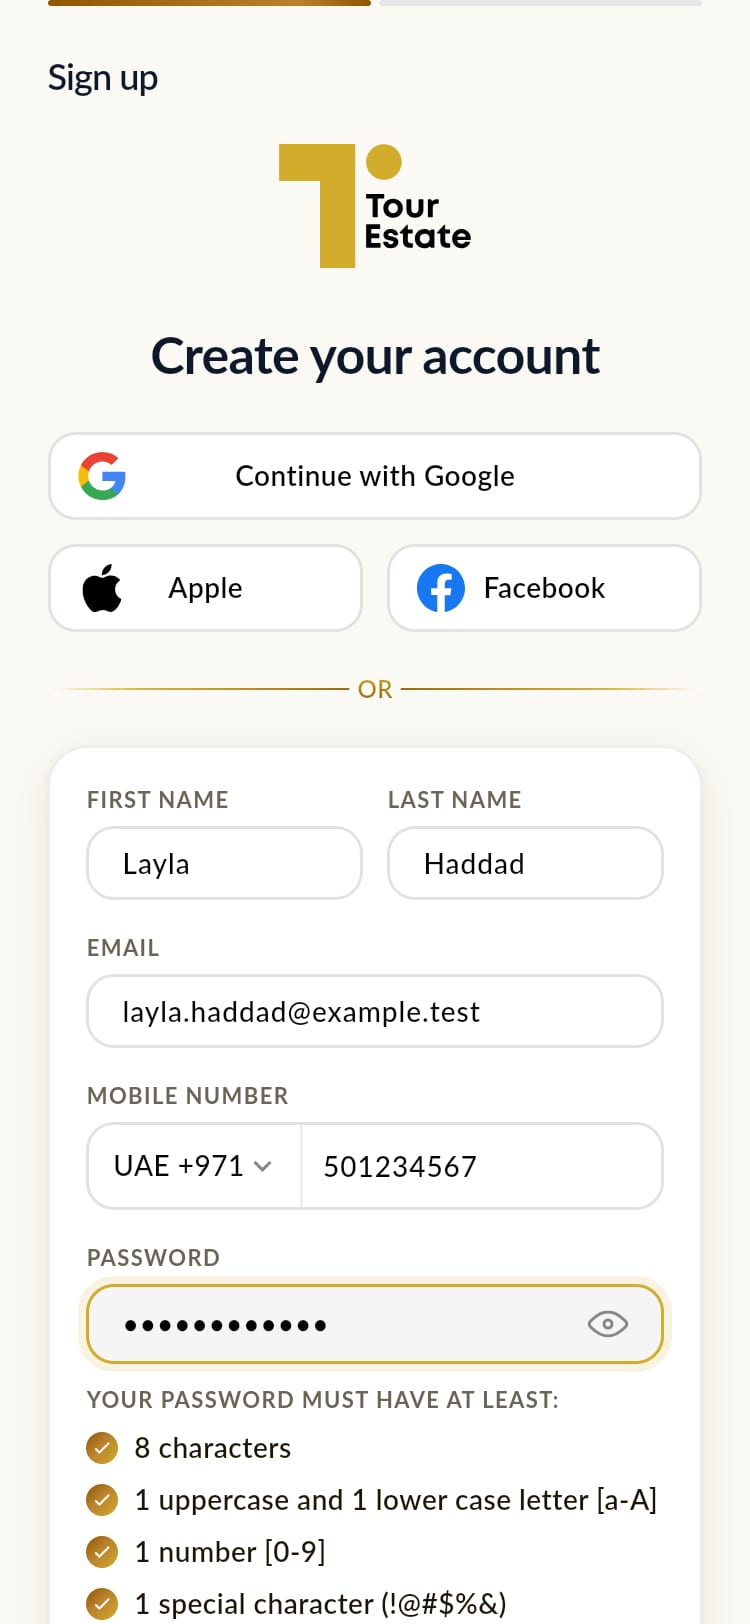 Sign up
Tour
Estate
Create your account
Continue with Google
Apple
Facebook
OR
FIRST NAME
LAST NAME
Layla
Haddad
EMAIL
layla.haddad@example.test
MOBILE NUMBER
UAE +971
501234567
PASSWORD
••••••••••••
YOUR PASSWORD MUST HAVE AT LEAST:
8 characters
1 uppercase and 1 lower case letter [a-A]
1 number [0-9]
1 special character (!@#$%&)